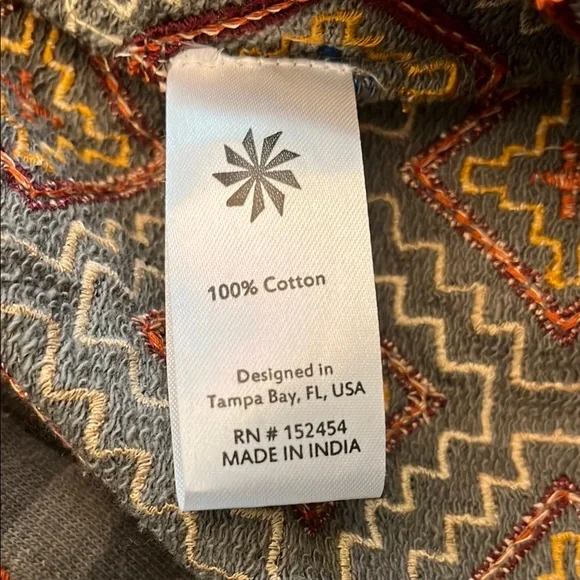 100% Cotton
Designed in
Tampa Bay, FL, USA
RN # 152454
MADE IN INDIA